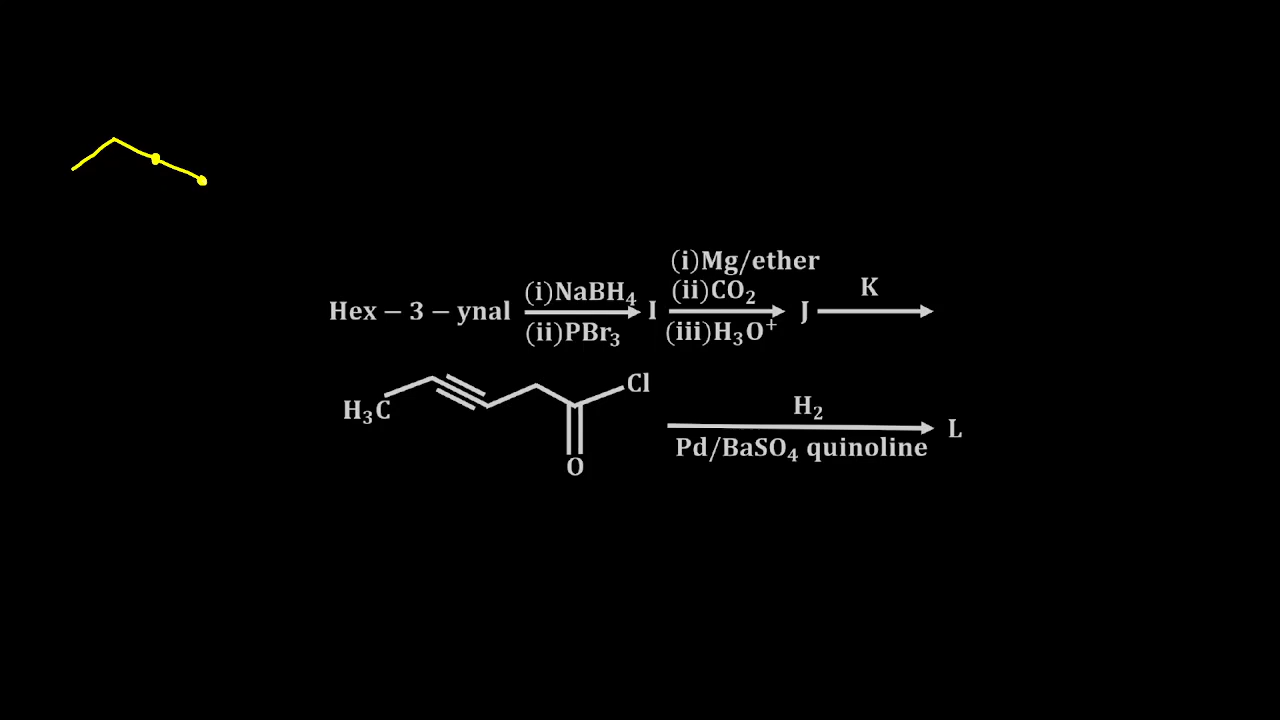 (i)Mg/ether
(i)NaBH₄ (ii)CO₂ K
Hex − 3 − ynal I J
(ii)PBr₃ (iii)H₃O⁺
H₃C Cl
O
H₂
Pd/BaSO₄ quinoline L